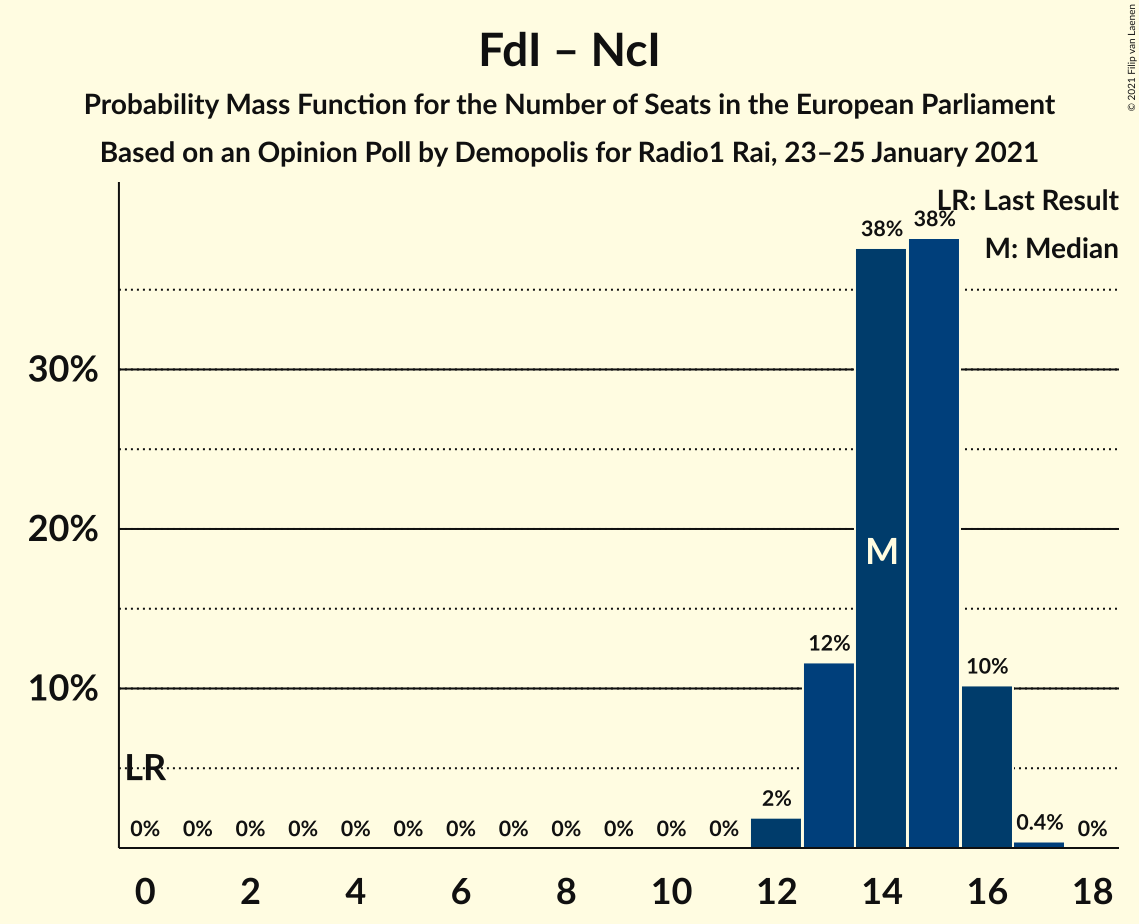 FdI – NcI
Probability Mass Function for the Number of Seats in the European Parliament
Based on an Opinion Poll by Demopolis for Radio1 Rai, 23–25 January 2021
© 2021 Filip van Laenen
LR: Last Result
M: Median
38% 38%
30%
20%
M
12%
10%
10%
LR
0% 0% 0% 0% 0% 0% 0% 0% 0% 0% 0% 0% 2% 0.4% 0%
0 2 4 6 8 10 12 14 16 18